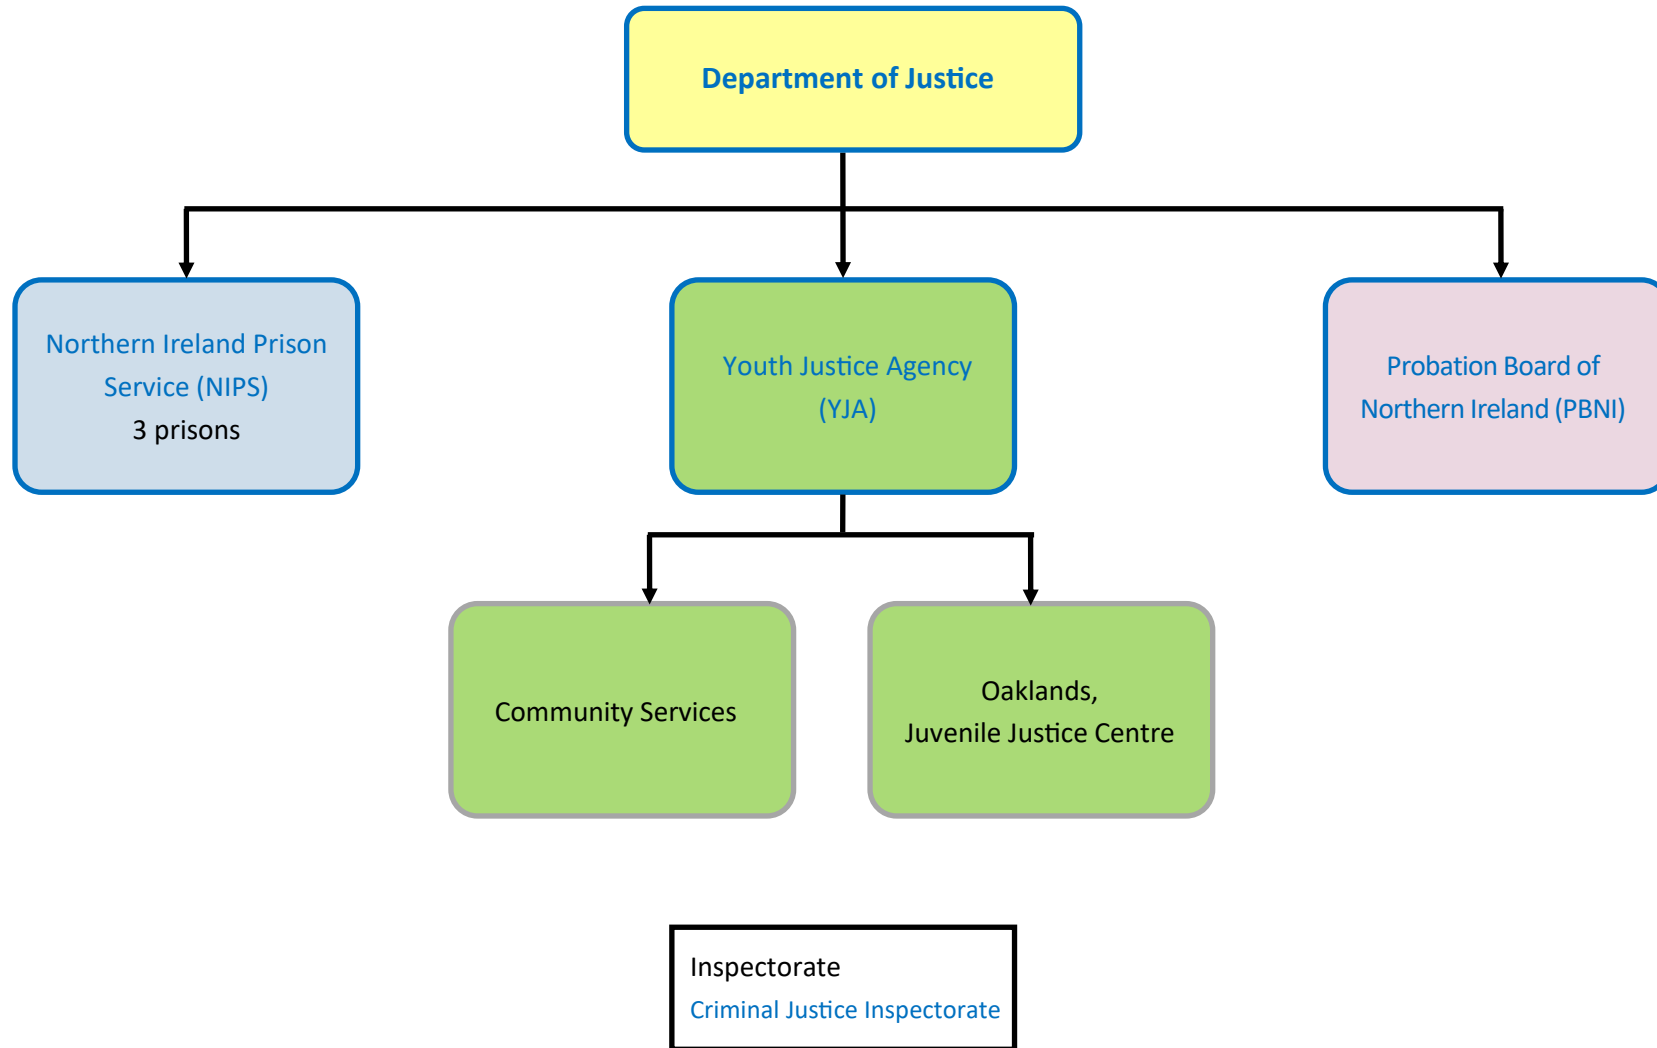 Department of Justice
Northern Ireland Prison
Service (NIPS)
3 prisons
Youth Justice Agency
(YJA)
Probation Board of
Northern Ireland (PBNI)
Community Services
Oaklands,
Juvenile Justice Centre
Inspectorate
Criminal Justice Inspectorate